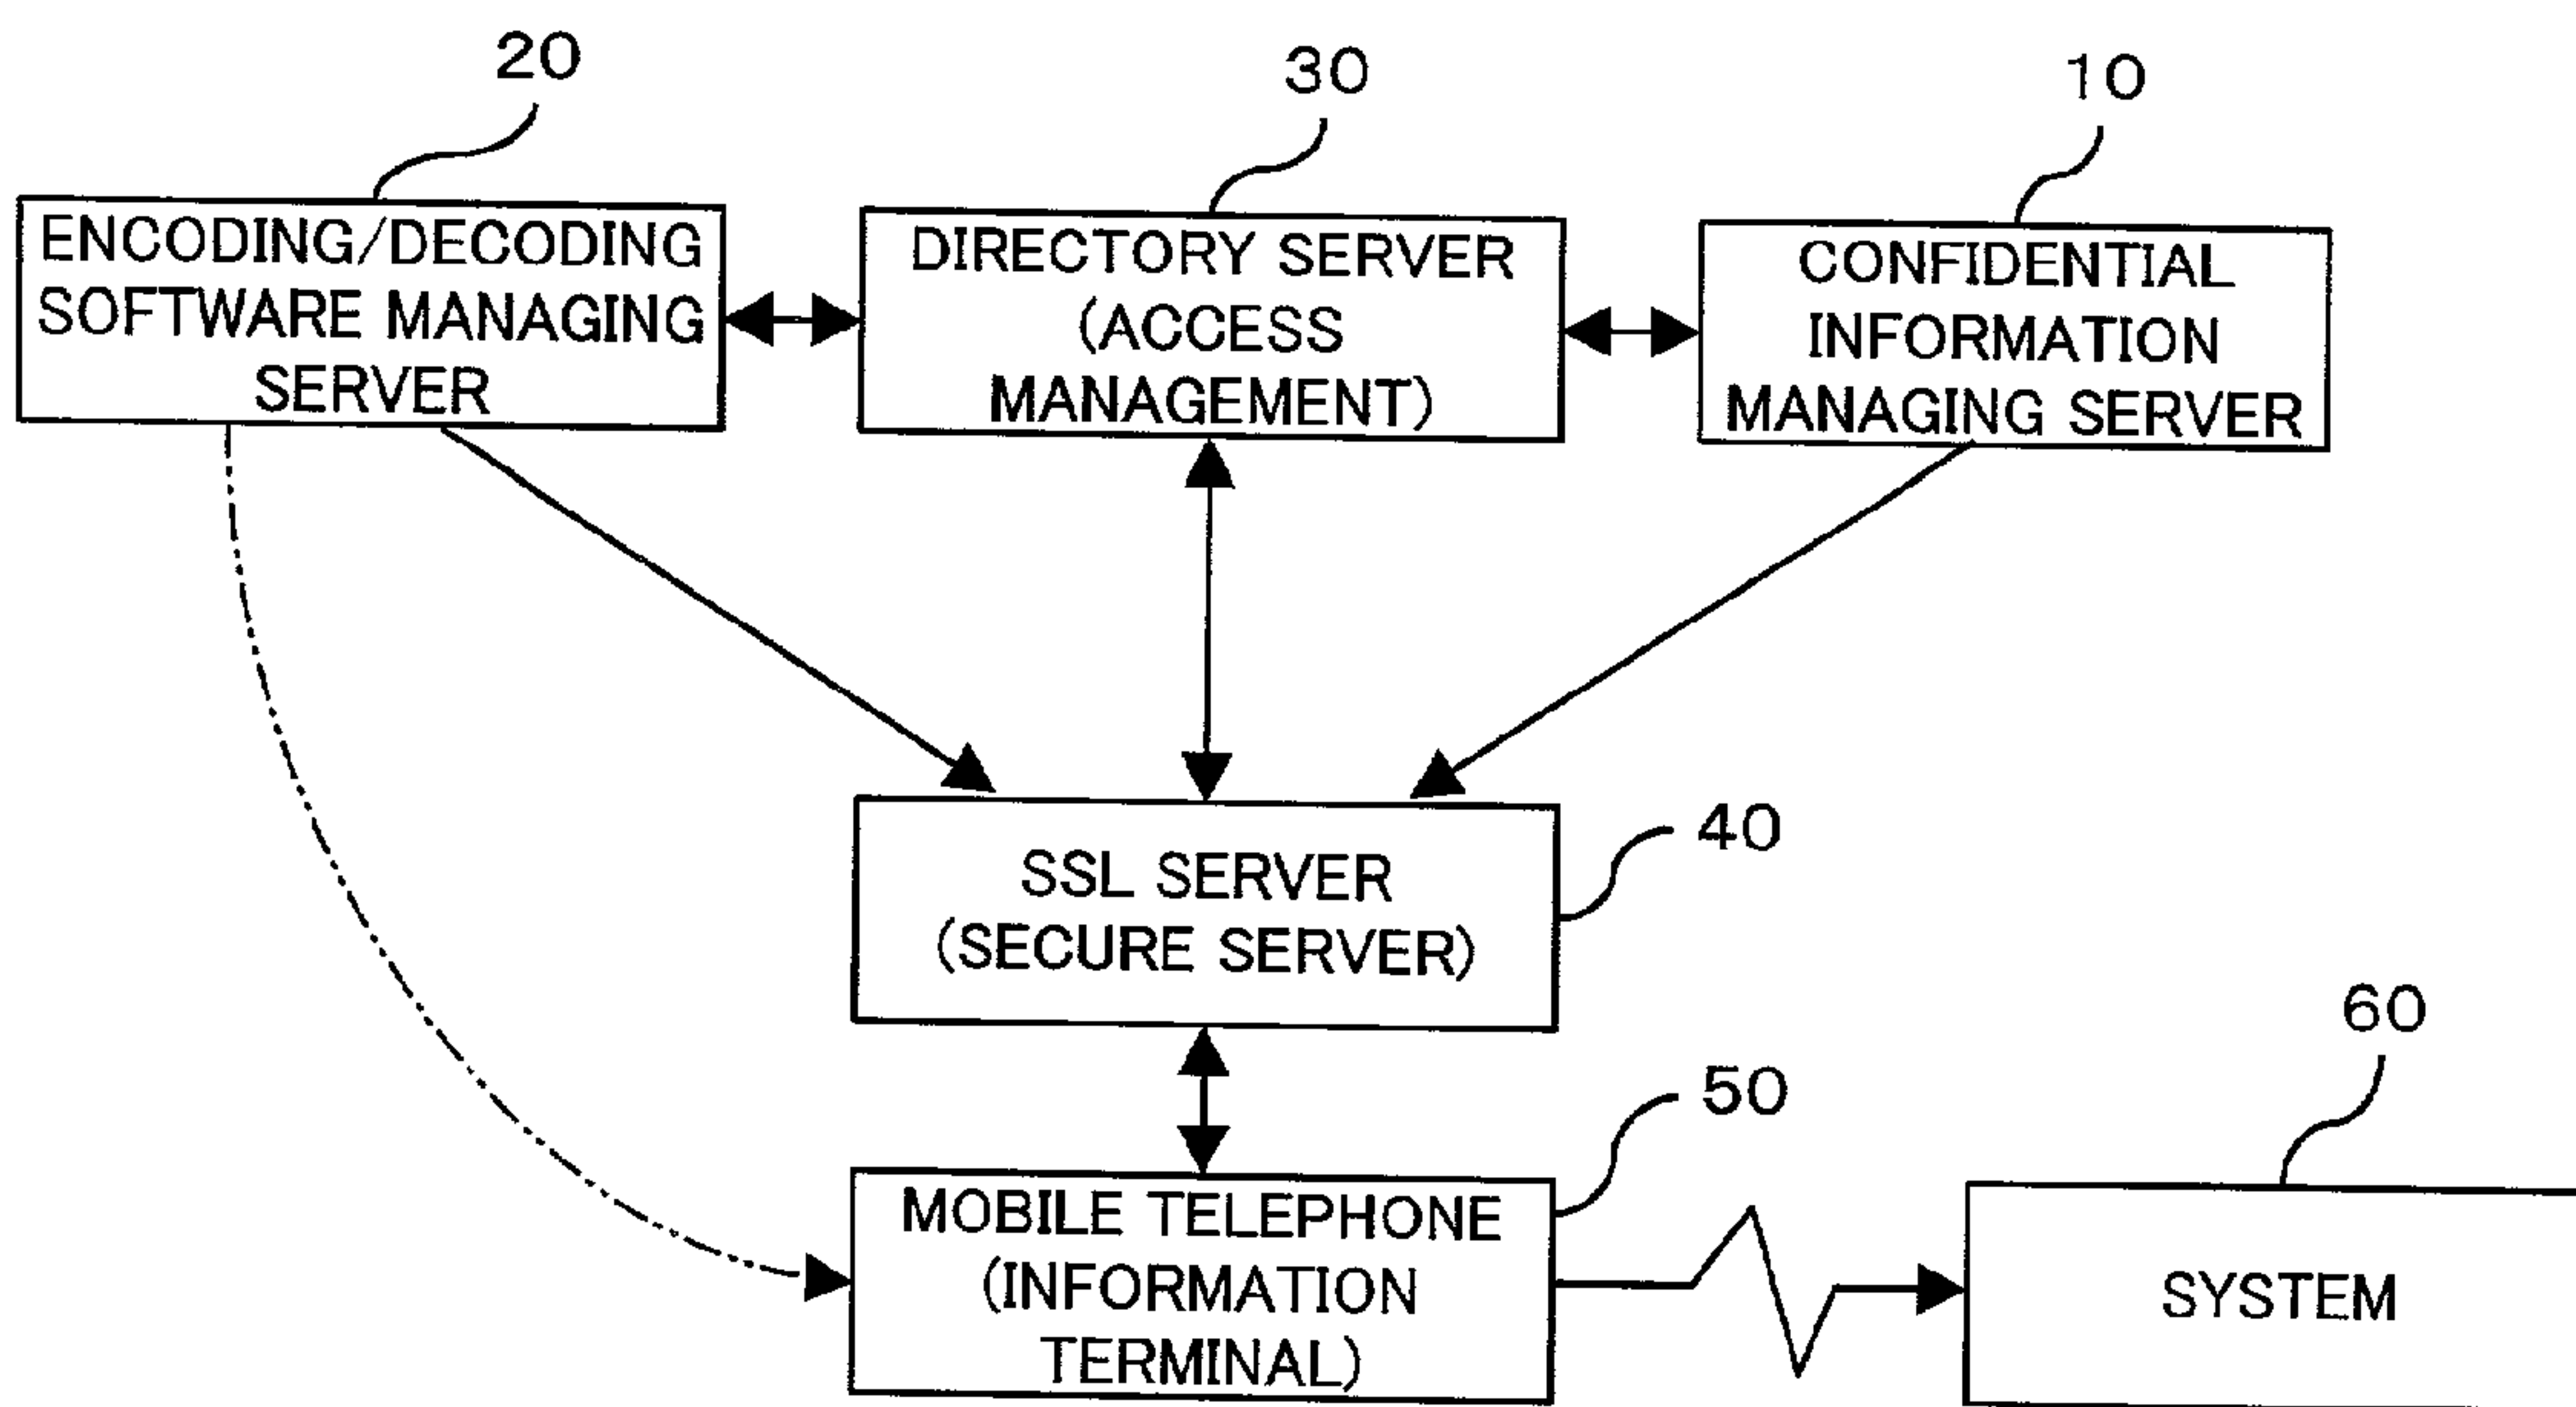 20
30
10
ENCODING/DECODING
SOFTWARE MANAGING
SERVER
DIRECTORY SERVER
(ACCESS
MANAGEMENT)
CONFIDENTIAL
INFORMATION
MANAGING SERVER
SSL SERVER
(SECURE SERVER)
40
50
60
MOBILE TELEPHONE
(INFORMATION
TERMINAL)
SYSTEM